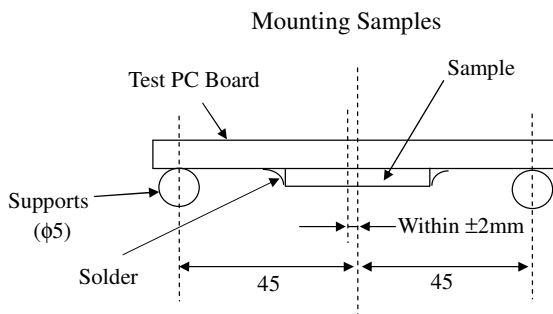 Mounting Samples
Test PC Board
Sample
Supports
(ϕ5)
Within ±2mm
Solder
45
45